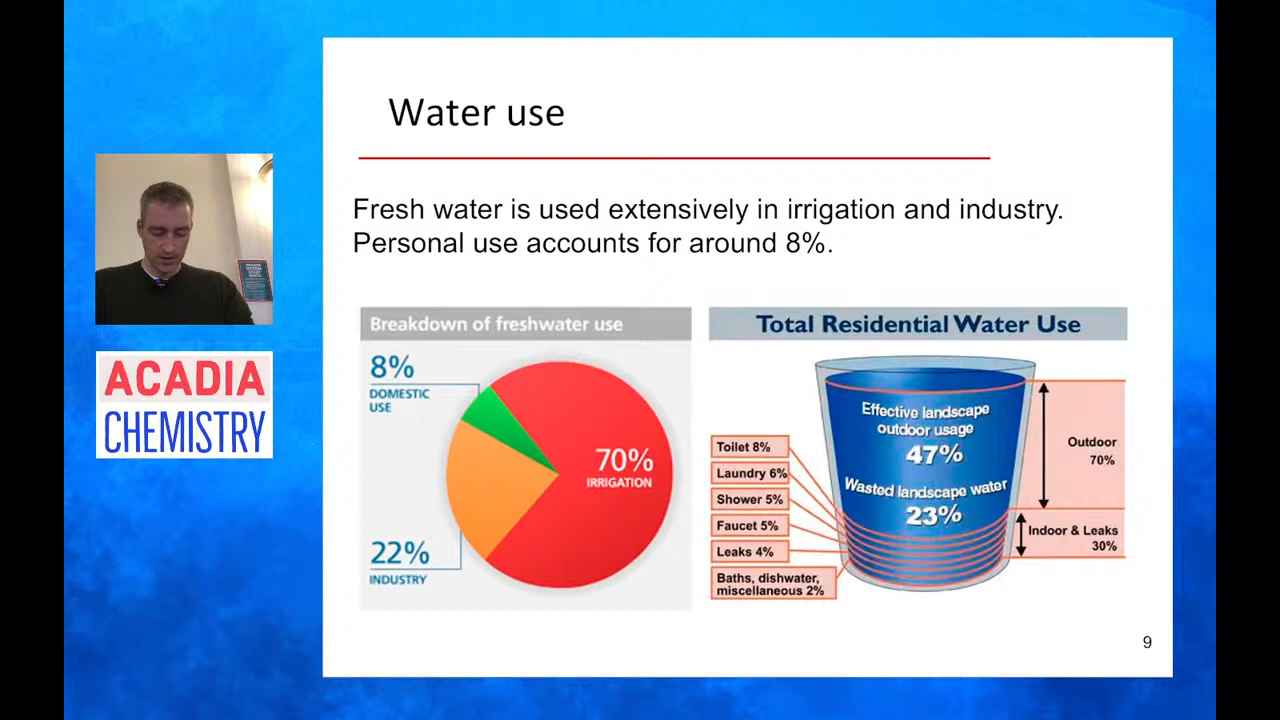 Water use
Fresh water is used extensively in irrigation and industry.
Personal use accounts for around 8%.
ACADIA
CHEMISTRY
Breakdown of freshwater use
8%
DOMESTIC
USE
70%
IRRIGATION
22%
INDUSTRY
Total Residential Water Use
Effective landscape
outdoor usage
47%
Wasted landscape water
23%
Toilet 8%
Laundry 6%
Shower 5%
Faucet 5%
Leaks 4%
Baths, dishwater,
miscellaneous 2%
Outdoor
70%
Indoor & Leaks
30%
9